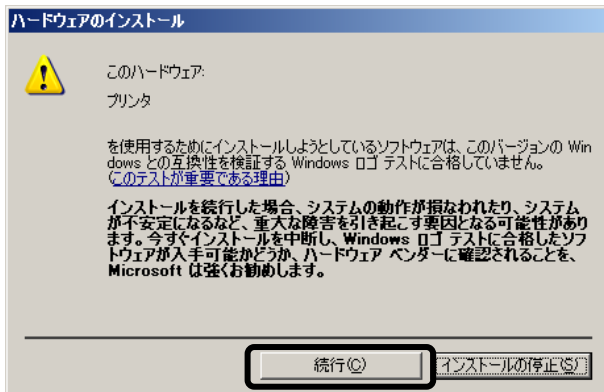 ハードウェアのインストール
このハードウェア:
プリンタ
を使用するためにインストールしようとしているソフトウェアは、このバージョンの Win
dows との互換性を検証する Windows ロゴ テストに合格していません。
(このテストが重要である理由)
インストールを続行した場合、システムの動作が損なわれたり、システム
が不安定になるなど、重大な障害を引き起こす要因となる可能性があり
ます。今すぐインストールを中断し、Windows ロゴ テストに合格したソフ
トウェアが入手可能かどうか、ハードウェア ベンダーに確認されることを、
Microsoft は強くお勧めします。
続行(C) インストールの停止(S)